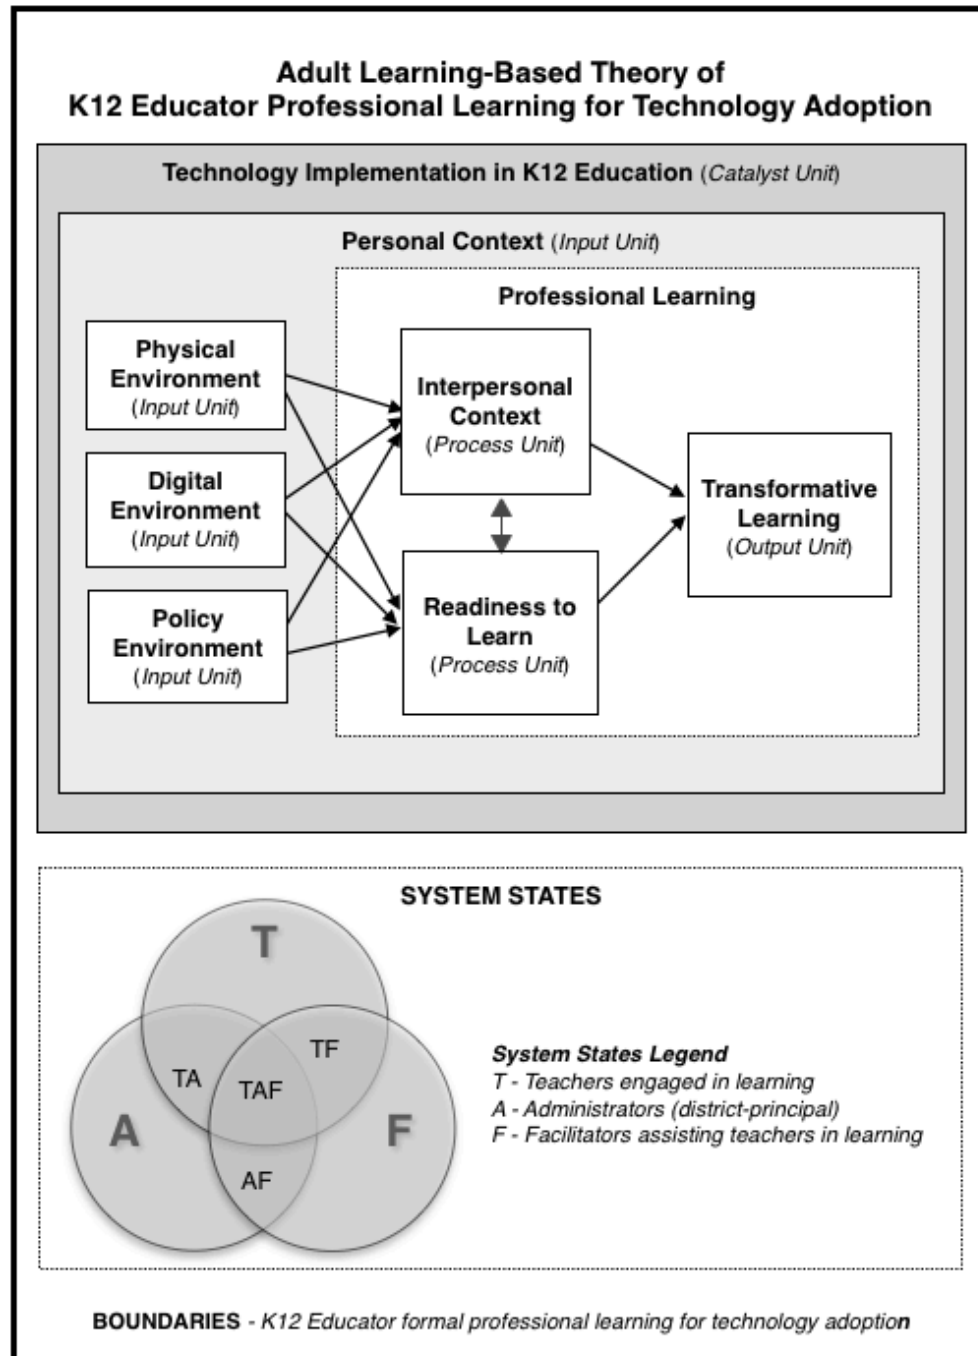 Adult Learning-Based Theory of
K12 Educator Professional Learning for Technology Adoption
Technology Implementation in K12 Education (Catalyst Unit)
Personal Context (Input Unit)
Professional Learning
Physical
Environment
(Input Unit)
Digital
Environment
(Input Unit)
Policy
Environment
(Input Unit)
Interpersonal
Context
(Process Unit)
Readiness to
Learn
(Process Unit)
Transformative
Learning
(Output Unit)
SYSTEM STATES
T
TF
TA
TAF
A
F
AF
System States Legend
T - Teachers engaged in learning
A - Administrators (district-principal)
F - Facilitators assisting teachers in learning
BOUNDARIES - K12 Educator formal professional learning for technology adoption